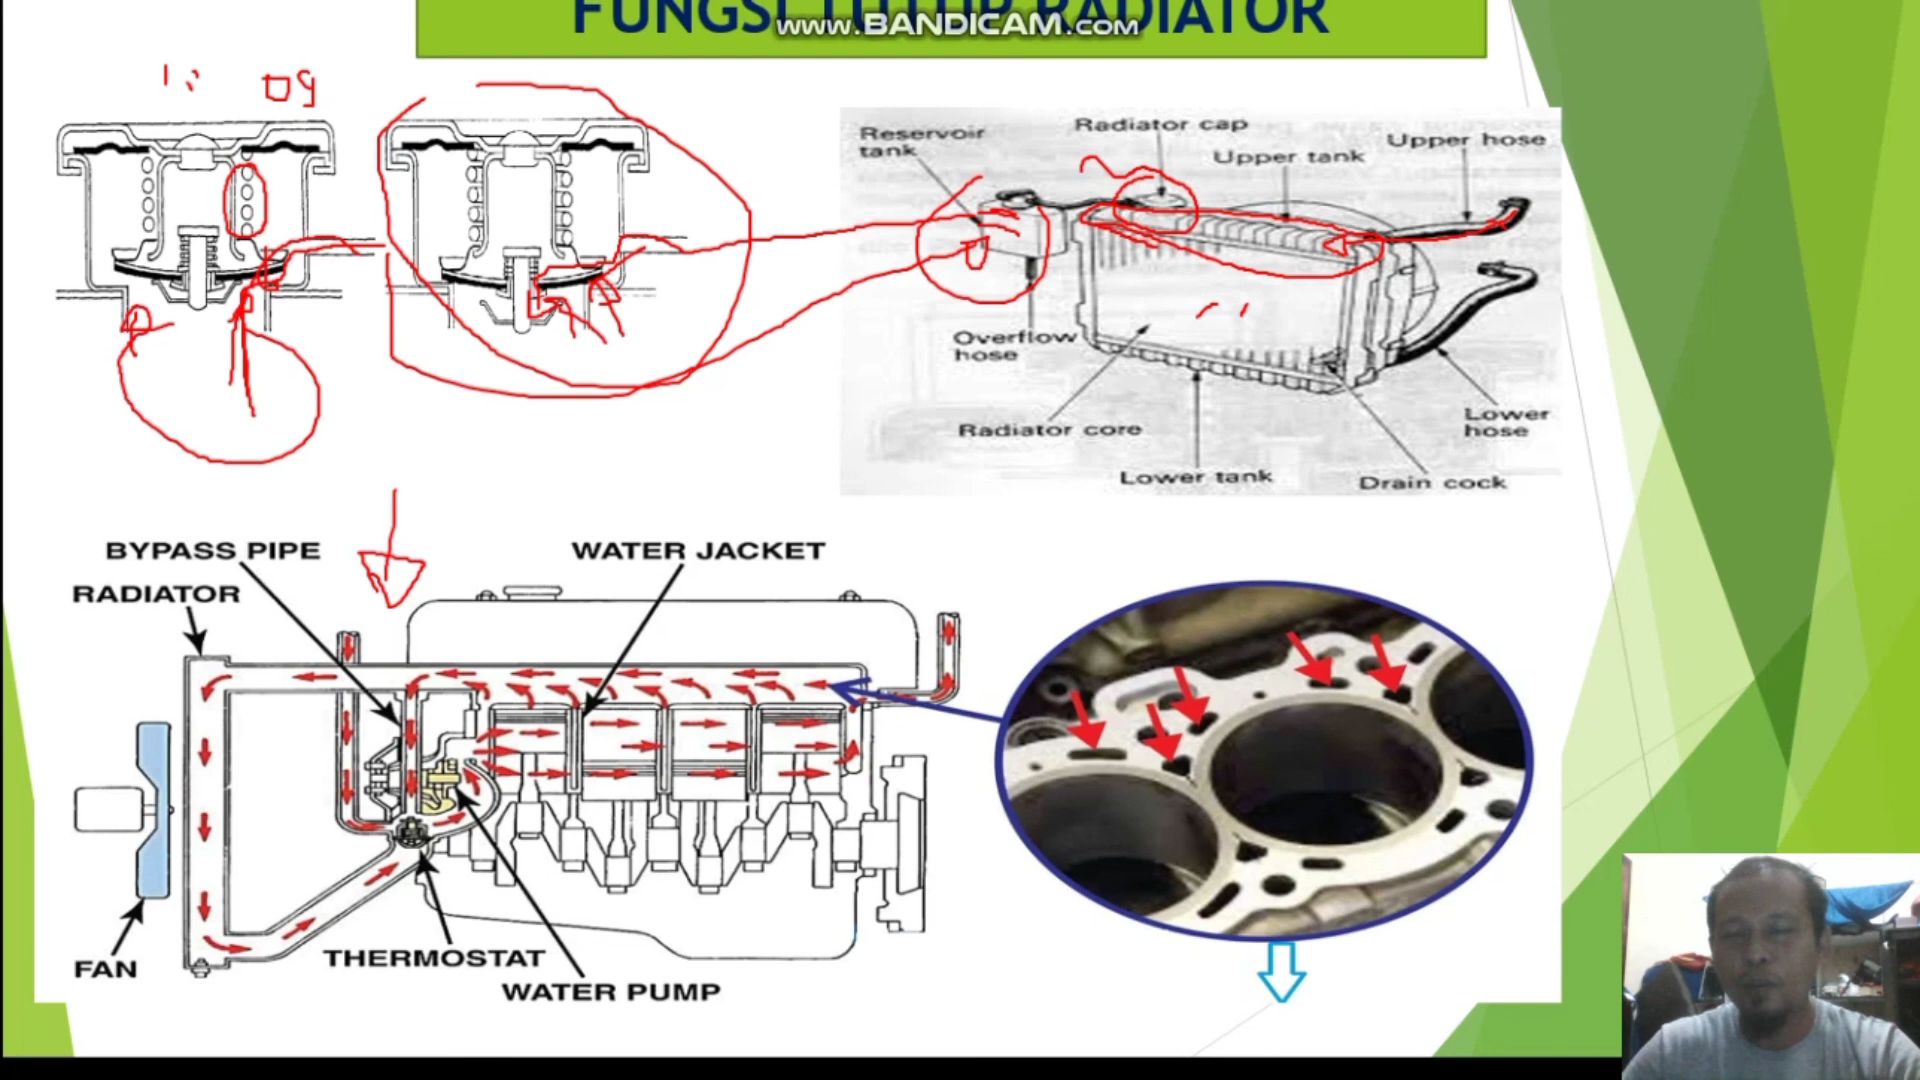 FUNGSI TUTUP RADIATOR
www.BANDICAM.com
Reservoir
tank
Radiator cap
Upper tank
Upper hose
Overflow
hose
Radiator core
Lower tank
Drain cock
Lower
hose
BYPASS PIPE
RADIATOR
WATER JACKET
FAN
THERMOSTAT
WATER PUMP